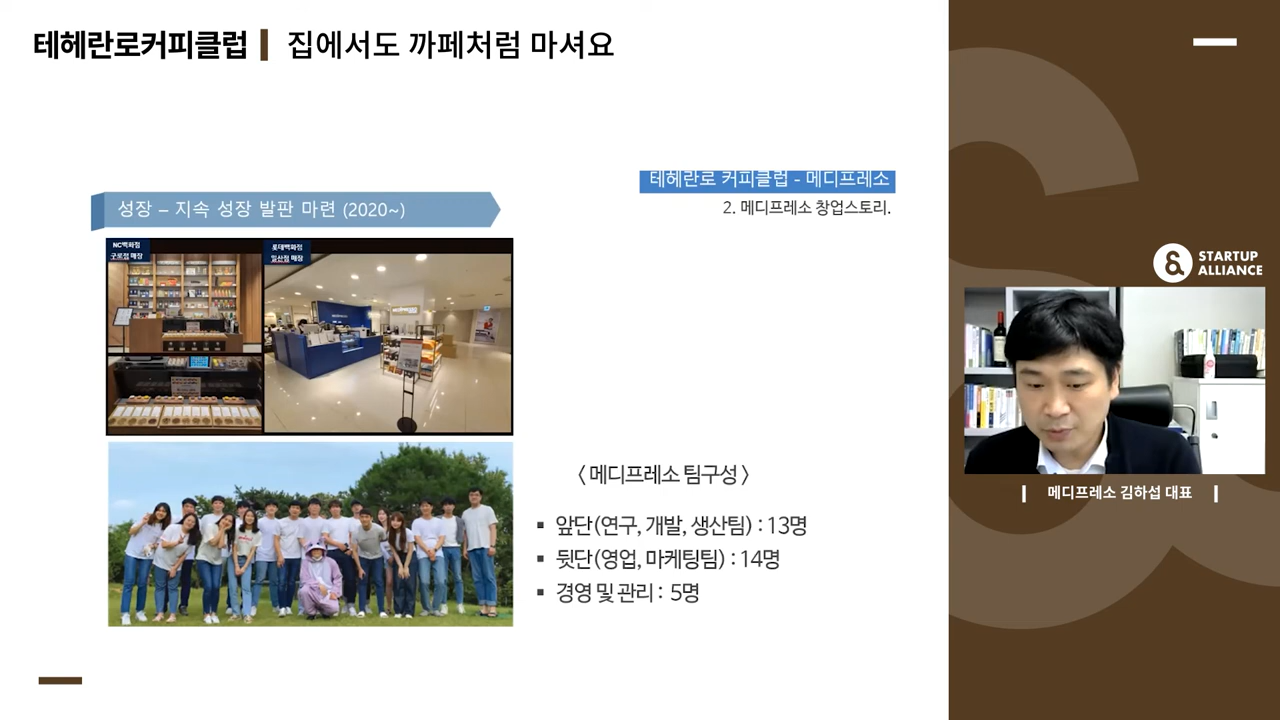 테헤란로커피클럽 집에서도 까페처럼 마셔요
테헤란로 커피클럽 - 메디프레소
2. 메디프레소 창업스토리.
성장 – 지속 성장 발판 마련 (2020~)
NC백화점
구로점 매장
롯데백화점
일산점 매장
〈 메디프레소 팀구성 〉
▪ 앞단(연구, 개발, 생산팀) : 13명
▪ 뒷단(영업, 마케팅팀) : 14명
▪ 경영 및 관리 : 5명
&
STARTUP
ALLIANCE
메디프레소 김하섭 대표